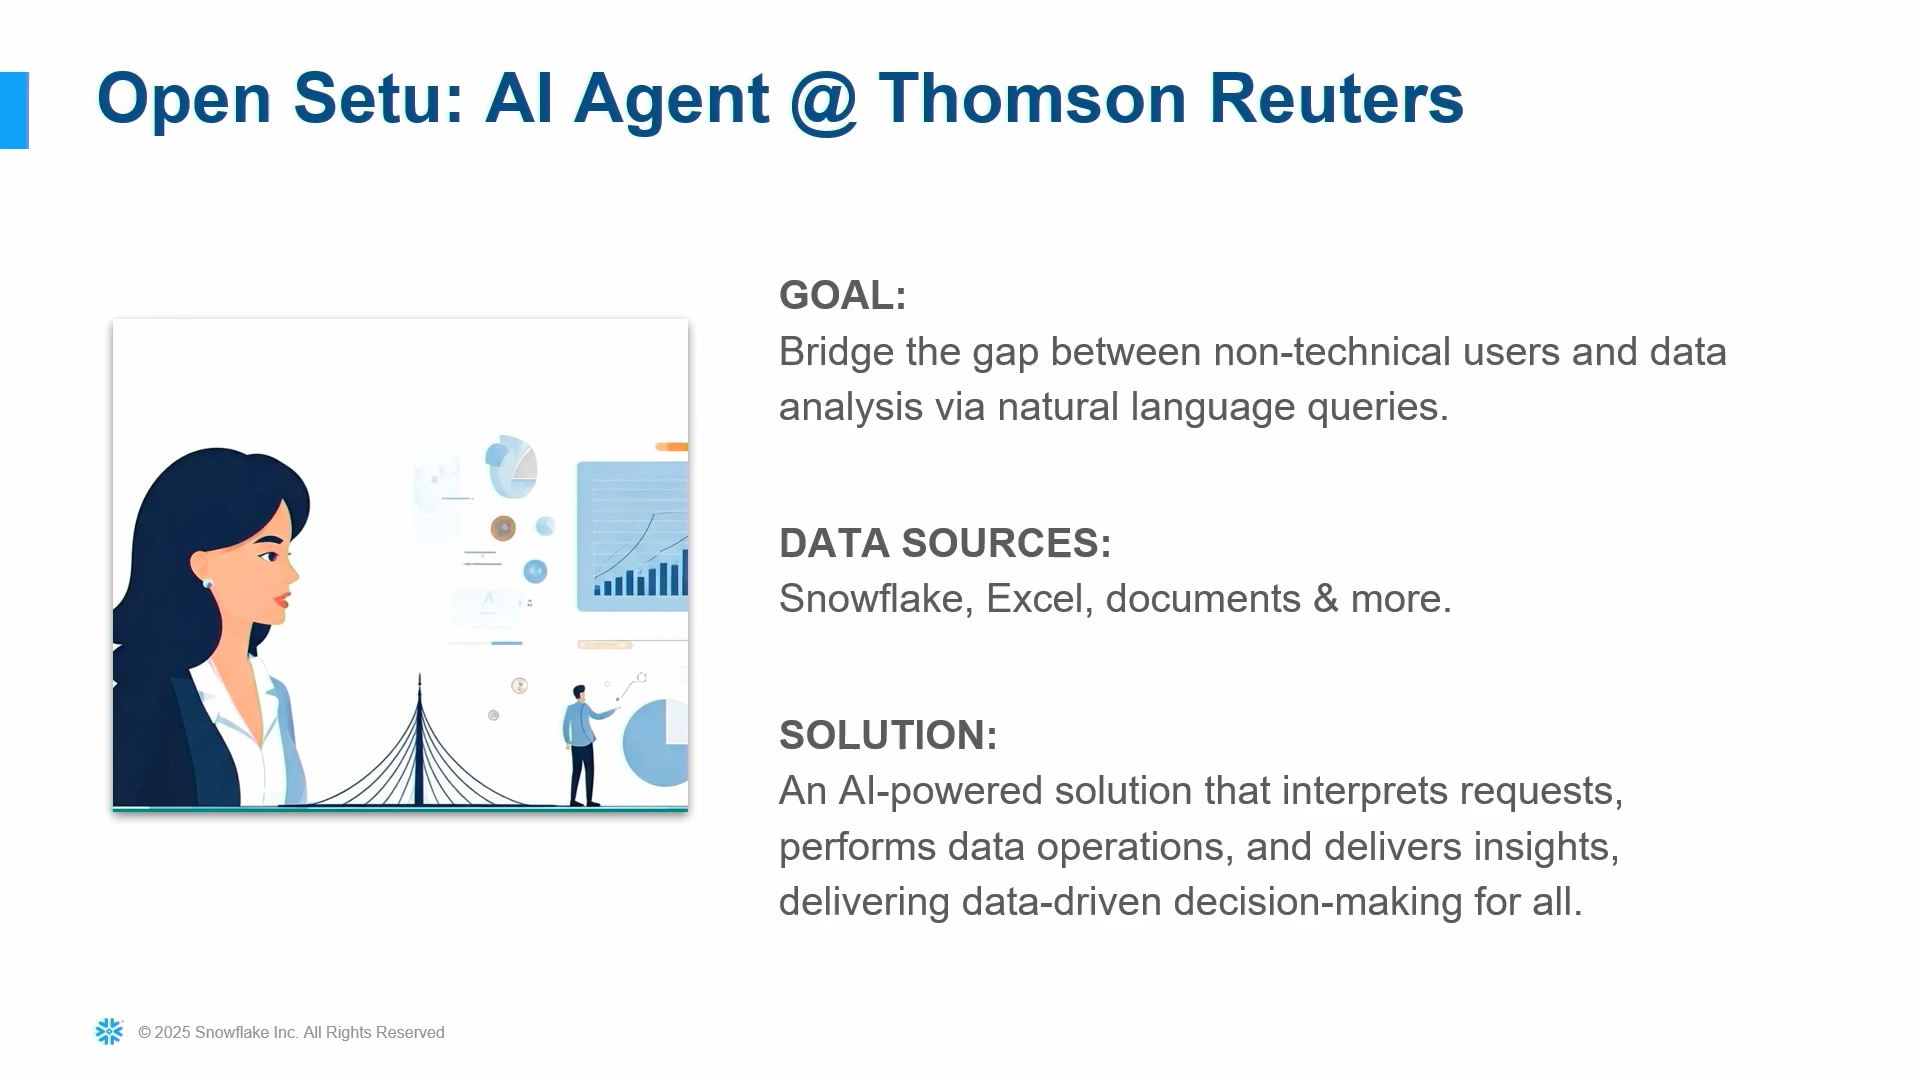 Open Setu: AI Agent @ Thomson Reuters
GOAL:
Bridge the gap between non-technical users and data
analysis via natural language queries.
DATA SOURCES:
Snowflake, Excel, documents & more.
SOLUTION:
An AI-powered solution that interprets requests,
performs data operations, and delivers insights,
delivering data-driven decision-making for all.
© 2025 Snowflake Inc. All Rights Reserved